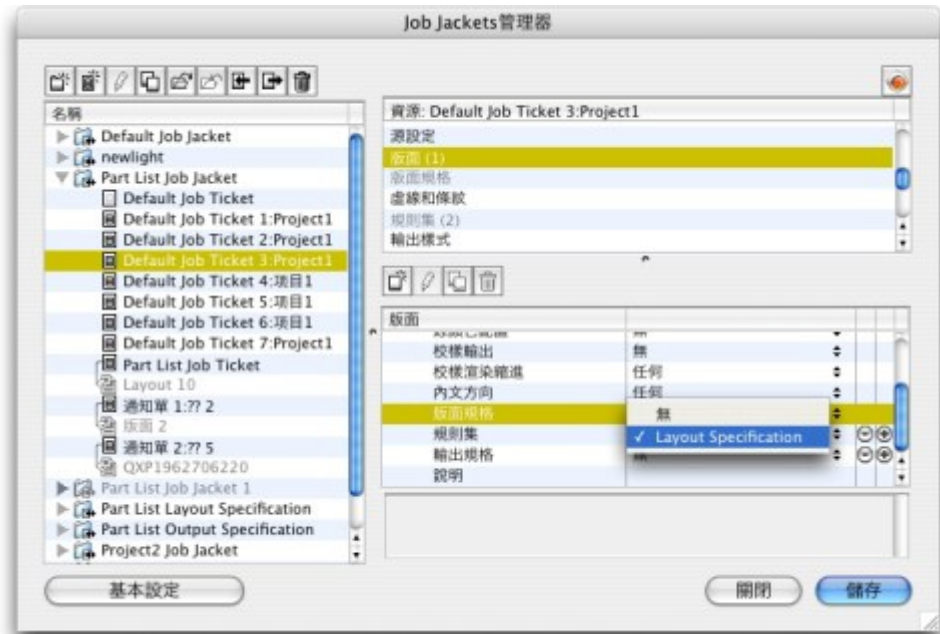 Job Jackets管理器
名稱
Default Job Jacket
newlight
Part List Job Jacket
Default Job Ticket
Default Job Ticket 1:Project1
Default Job Ticket 2:Project1
Default Job Ticket 3:Project1
Default Job Ticket 4:项目1
Default Job Ticket 5:项目1
Default Job Ticket 6:项目1
Default Job Ticket 7:Project1
Part List Job Ticket
Layout 10
通知單 1:?? 2
版面 2
通知單 2:?? 5
QXP1962706220
Part List Job Jacket 1
Part List Layout Specification
Part List Output Specification
Project2 Job Jacket
資源: Default Job Ticket 3:Project1
源設定
版面 (1)
版面規格
虛線和條紋
規則集 (2)
輸出樣式
版面
校樣輸出 無
校樣渲染縮進 任何
內文方向 任何
版面規格 無
規則集 ✓ Layout Specification
輸出規格
說明
基本設定
關閉
儲存